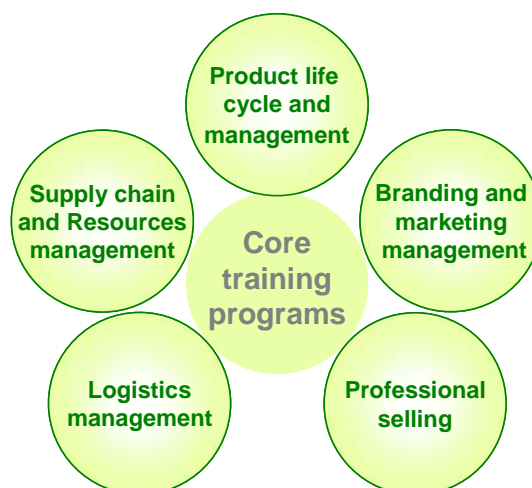 Product life
cycle and
management
Supply chain
and Resources
management
Branding and
marketing
management
Core
training
programs
Logistics
management
Professional
selling